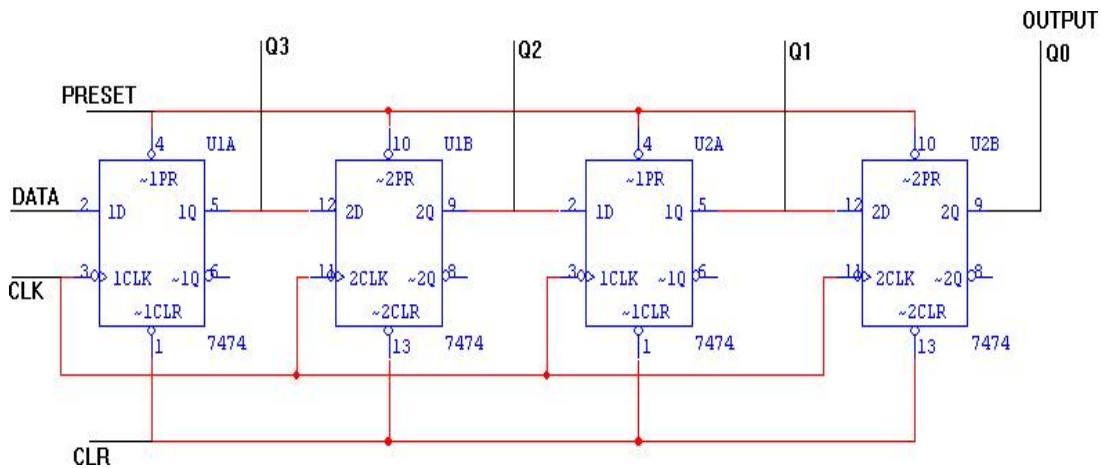 OUTPUT
Q3
Q2
Q1
Q0
PRESET
4
U1A
10
U1B
4
U2A
10
U2B
~1PR
~2PR
~1PR
~2PR
DATA
2
1D
1Q
5
12
2D
2Q
9
2
1D
1Q
5
12
2D
2Q
9
CLK
3
1CLK
~1Q
6
11
2CLK
~2Q
8
3
1CLK
~1Q
6
11
2CLK
~2Q
8
~1CLR
~2CLR
~1CLR
~2CLR
1
7474
13
7474
1
7474
13
7474
CLR